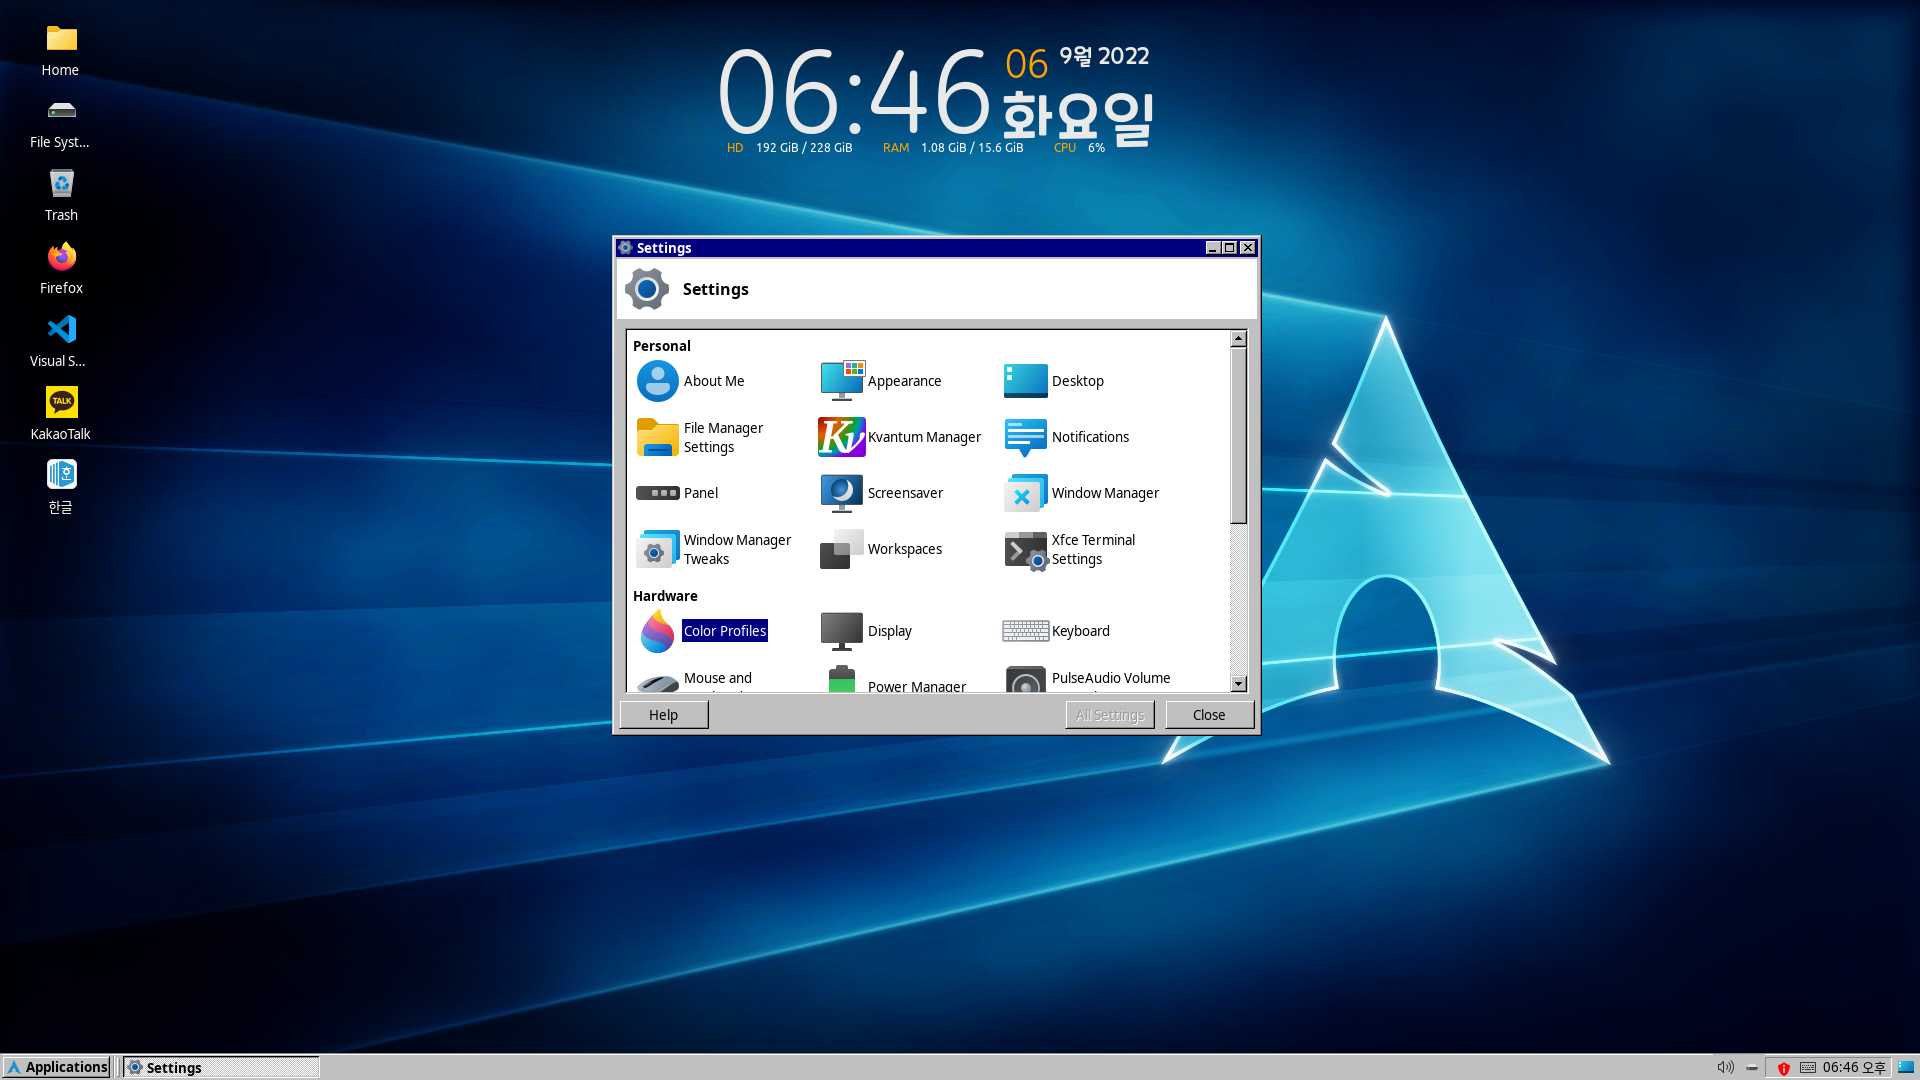 Home
File Syst...
Trash
Firefox
Visual S...
TALK
KakaoTalk
한글
06:46 06 9월 2022
화요일
HD 192 GiB / 228 GiB RAM 1.08 GiB / 15.6 GiB CPU 6%
Settings
Settings
Personal
About Me
Appearance
Desktop
File Manager
Settings
Kvantum Manager
Notifications
Panel
Screensaver
Window Manager
Window Manager
Tweaks
Workspaces
Xfce Terminal
Settings
Hardware
Color Profiles
Display
Keyboard
Mouse and
Power Manager
PulseAudio Volume
Help
All Settings
Close
Applications
Settings
06:46 오후